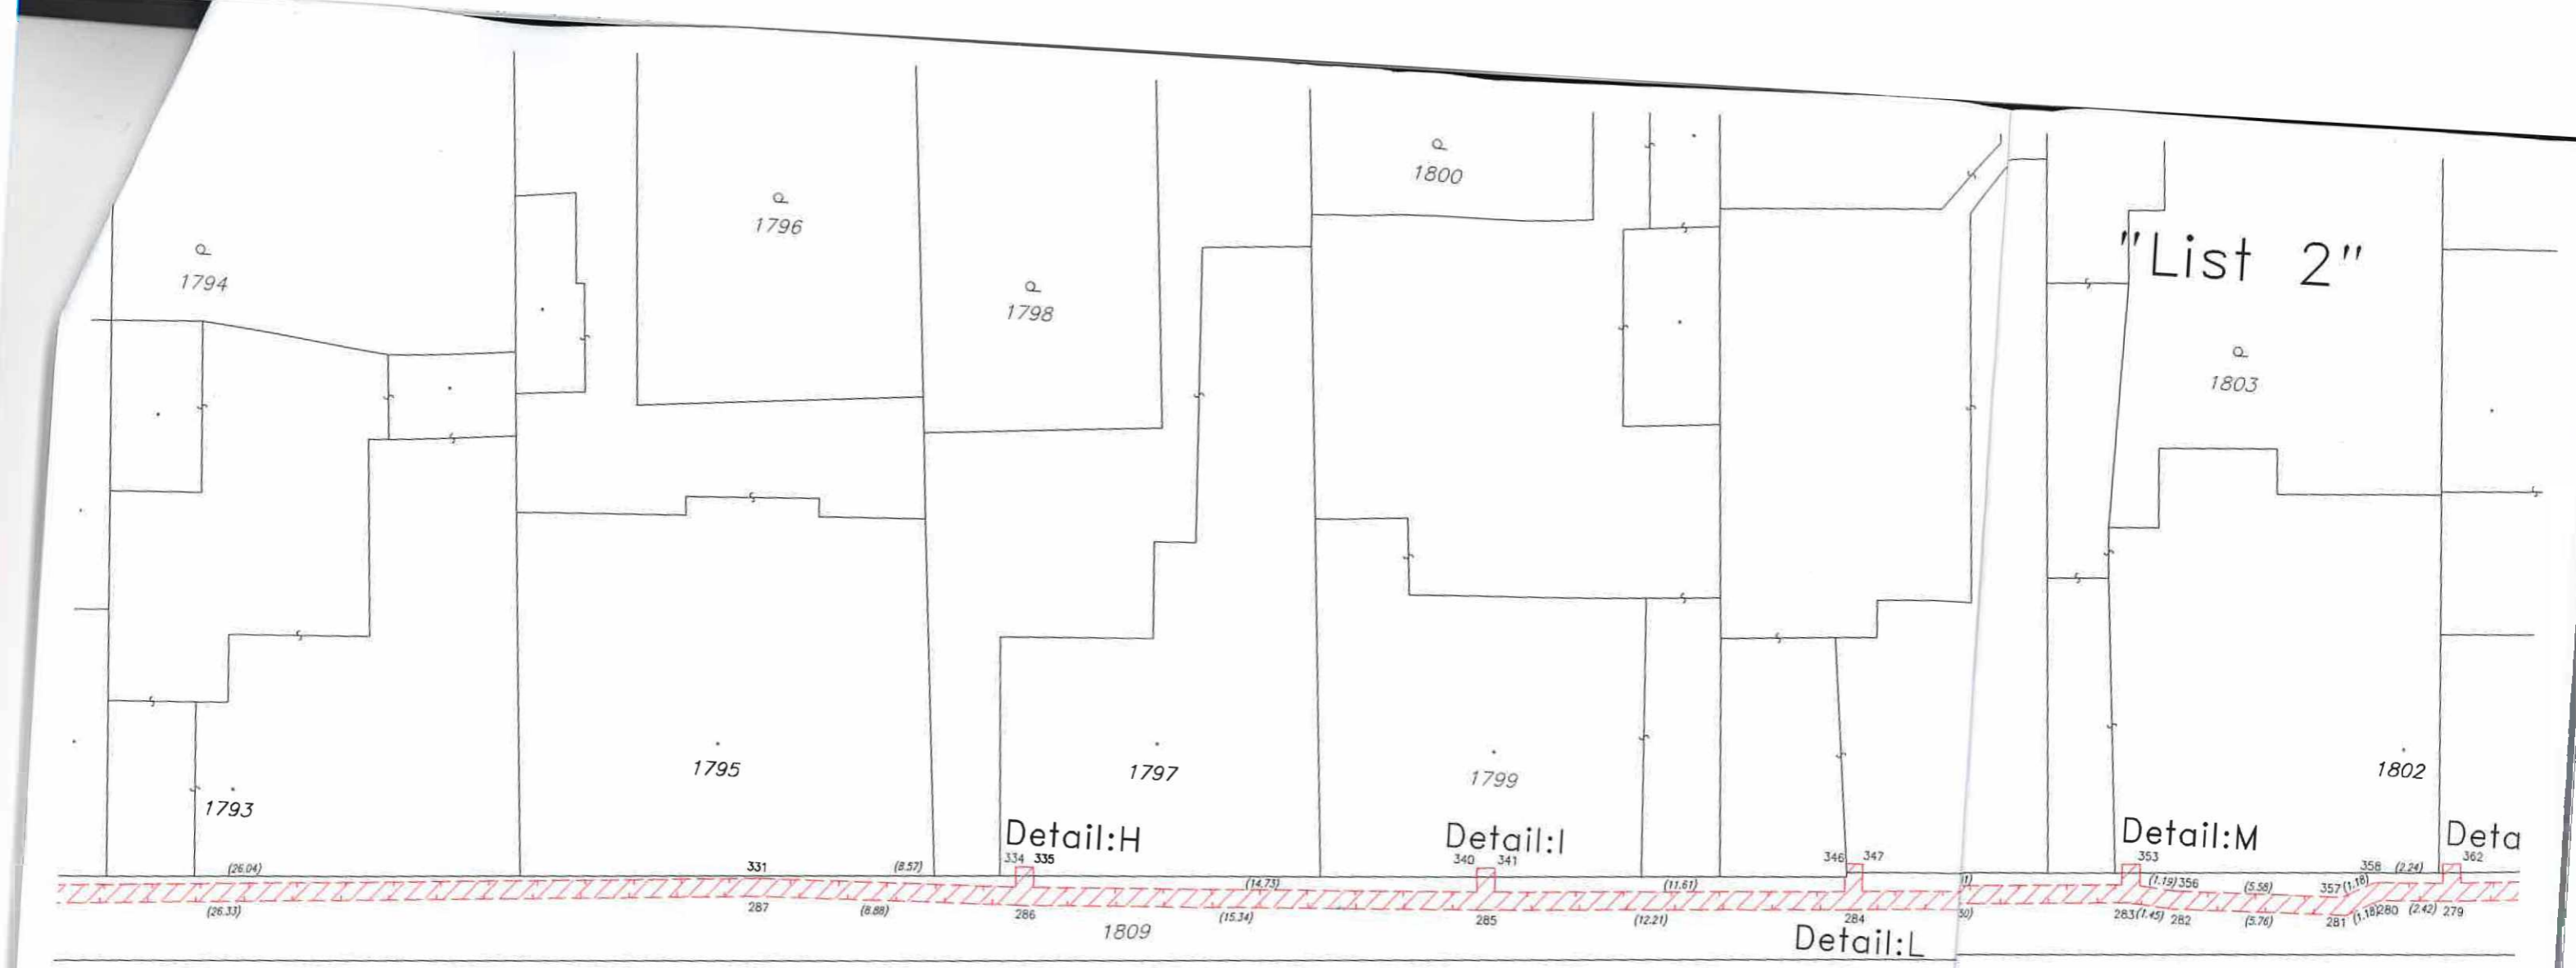 P
1800
P
1796
"List 2"
P
1794
P
1798
P
1803
1795
1797
1799
1802
1793
Detail:H
Detail:I
Detail:M
Deta
334 335
340 341
346 347
353
358 (2.24) 362
(26.04)
331
(8.57)
(14.73)
(11.61)
(1.19) 356
(5.58)
357 (1.18)
(26.33)
287
(8.88)
286
(15.34)
285
(12.21)
284
50)
283 (1.45) 282
(5.76)
281 (1.18) 280 (2.42) 279
1809
Detail:L